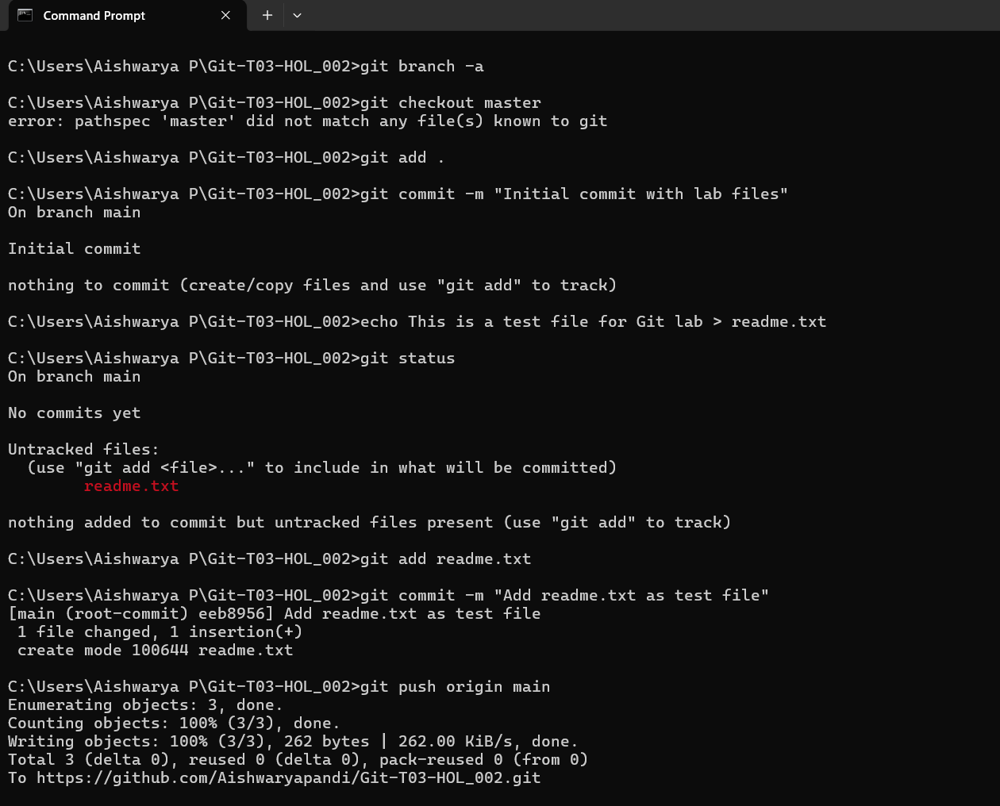 Command Prompt
C:\Users\Aishwarya P\Git-T03-HOL_002>git branch -a
C:\Users\Aishwarya P\Git-T03-HOL_002>git checkout master
error: pathspec 'master' did not match any file(s) known to git
C:\Users\Aishwarya P\Git-T03-HOL_002>git add .
C:\Users\Aishwarya P\Git-T03-HOL_002>git commit -m "Initial commit with lab files"
On branch main
Initial commit
nothing to commit (create/copy files and use "git add" to track)
C:\Users\Aishwarya P\Git-T03-HOL_002>echo This is a test file for Git lab > readme.txt
C:\Users\Aishwarya P\Git-T03-HOL_002>git status
On branch main
No commits yet
Untracked files:
  (use "git add <file>..." to include in what will be committed)
        readme.txt
nothing added to commit but untracked files present (use "git add" to track)
C:\Users\Aishwarya P\Git-T03-HOL_002>git add readme.txt
C:\Users\Aishwarya P\Git-T03-HOL_002>git commit -m "Add readme.txt as test file"
[main (root-commit) eeb8956] Add readme.txt as test file
 1 file changed, 1 insertion(+)
 create mode 100644 readme.txt
C:\Users\Aishwarya P\Git-T03-HOL_002>git push origin main
Enumerating objects: 3, done.
Counting objects: 100% (3/3), done.
Writing objects: 100% (3/3), 262 bytes | 262.00 KiB/s, done.
Total 3 (delta 0), reused 0 (delta 0), pack-reused 0 (from 0)
To https://github.com/Aishwaryapandi/Git-T03-HOL_002.git